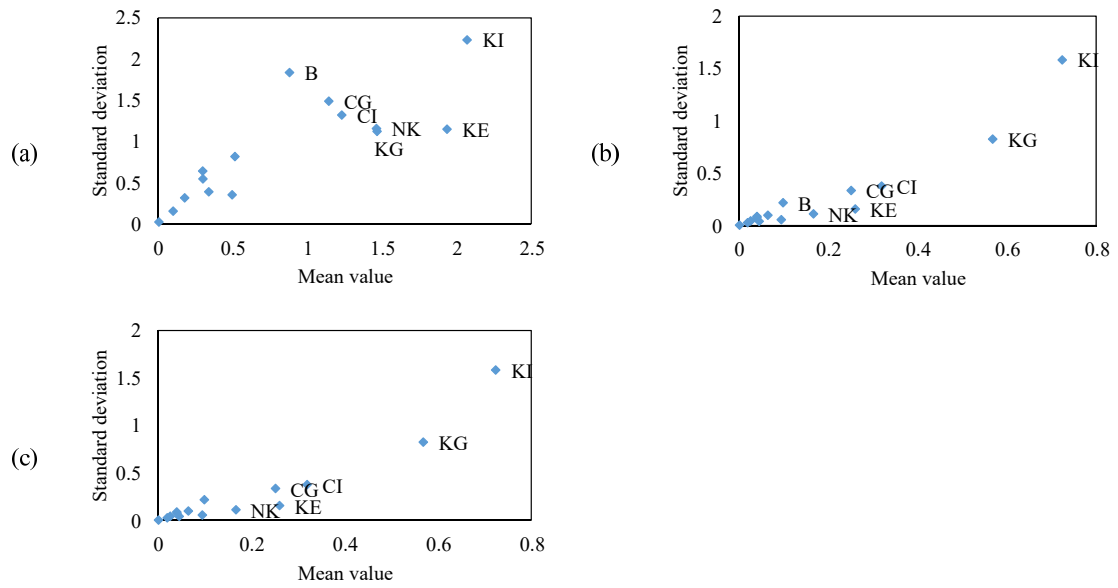 (a)
Standard deviation
2.5
2
1.5
1
0.5
0
KI
B
CG
CI
NK
KE
KG
0
0.5
1
1.5
2
2.5
Mean value
(b)
Standard deviation
2
1.5
1
0.5
0
KI
KG
CG
CI
B
NK
KE
0
0.2
0.4
0.6
0.8
Mean value
(c)
Standard deviation
2
1.5
1
0.5
0
KI
KG
CG
CI
NK
KE
0
0.2
0.4
0.6
0.8
Mean value